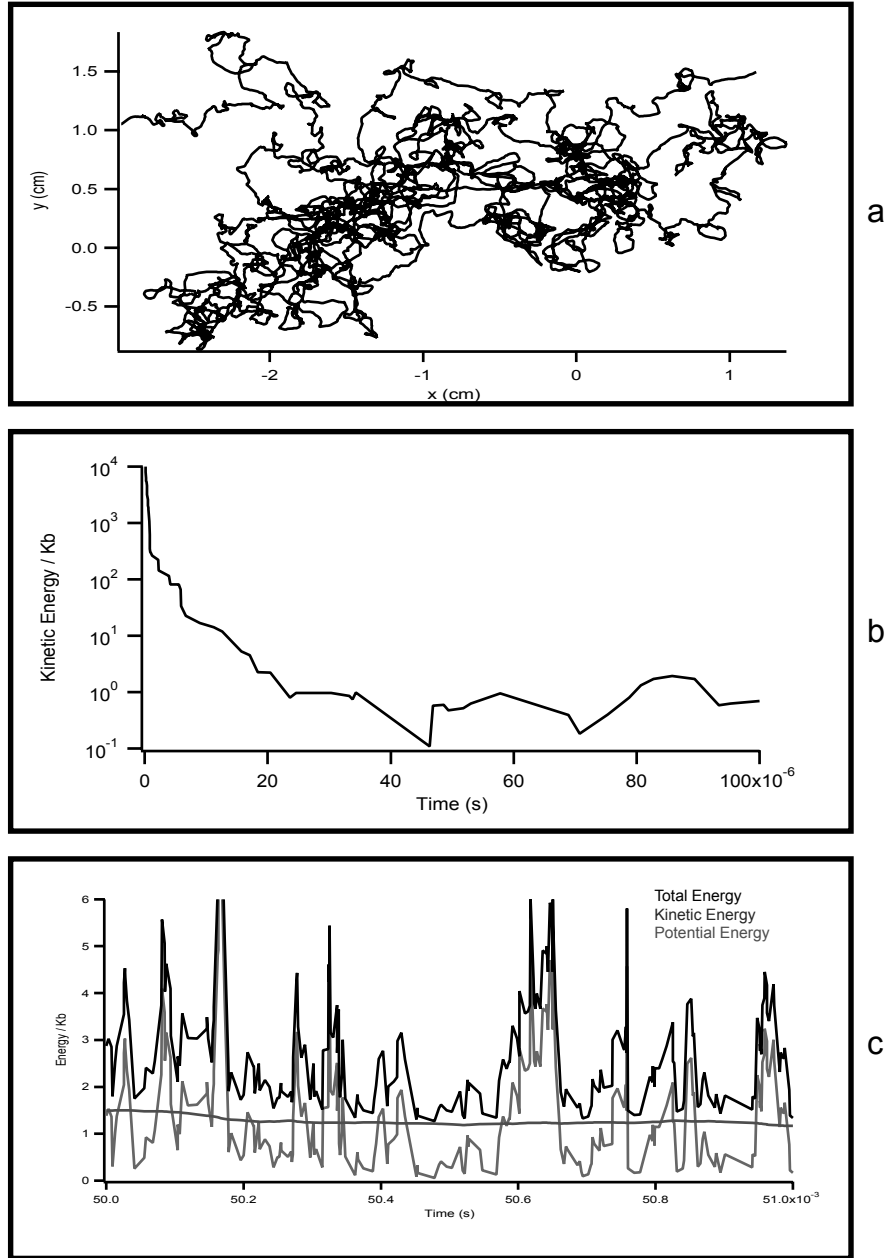 1.5
1.0
0.5
0.0
-0.5
y (cm)
-2 -1 0 1
x (cm)
a
10^4
10^3
10^2
10^1
10^0
10^-1
Kinetic Energy / Kb
0 20 40 60 80 100x10^-6
Time (s)
b
6
5
4
3
2
1
0
Energy / Kb
Total Energy
Kinetic Energy
Potential Energy
50.0 50.2 50.4 50.6 50.8 51.0x10^-3
Time (s)
c